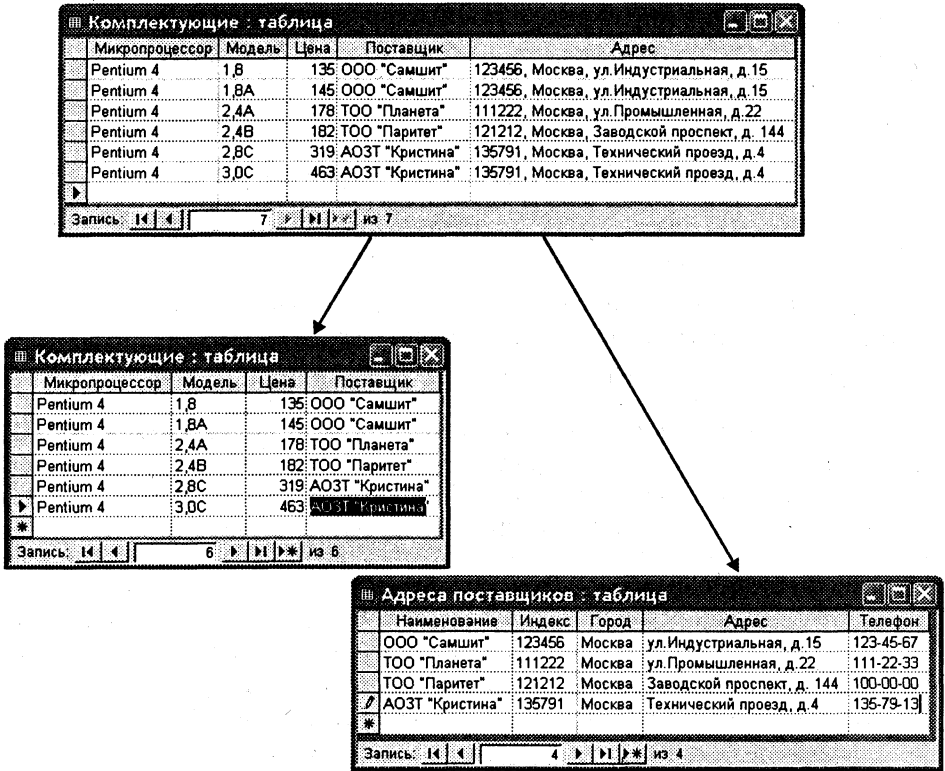 Комплектующие : таблица
Микропроцессор Модель Цена Поставщик Адрес
Pentium 4 1,8 135 ООО "Самшит" 123456, Москва, ул.Индустриальная, д.15
Pentium 4 1,8A 145 ООО "Самшит" 123456, Москва, ул.Индустриальная, д.15
Pentium 4 2,4A 178 ТОО "Планета" 111222, Москва, ул.Промышленная, д.22
Pentium 4 2,4B 182 ТОО "Паритет" 121212, Москва, Заводской проспект, д. 144
Pentium 4 2,8C 319 АОЗТ "Кристина" 135791, Москва, Технический проезд, д.4
Pentium 4 3,0C 463 АОЗТ "Кристина" 135791, Москва, Технический проезд, д.4
Запись: 7 из 7
Комплектующие : таблица
Микропроцессор Модель Цена Поставщик
Pentium 4 1,8 135 ООО "Самшит"
Pentium 4 1,8A 145 ООО "Самшит"
Pentium 4 2,4A 178 ТОО "Планета"
Pentium 4 2,4B 182 ТОО "Паритет"
Pentium 4 2,8C 319 АОЗТ "Кристина"
Pentium 4 3,0C 463 АОЗТ "Кристина"
Запись: 6 из 6
Адреса поставщиков : таблица
Наименование Индекс Город Адрес Телефон
ООО "Самшит" 123456 Москва ул.Индустриальная, д.15 123-45-67
ТОО "Планета" 111222 Москва ул.Промышленная, д.22 111-22-33
ТОО "Паритет" 121212 Москва Заводской проспект, д. 144 100-00-00
АОЗТ "Кристина" 135791 Москва Технический проезд, д.4 135-79-13
Запись: 4 из 4